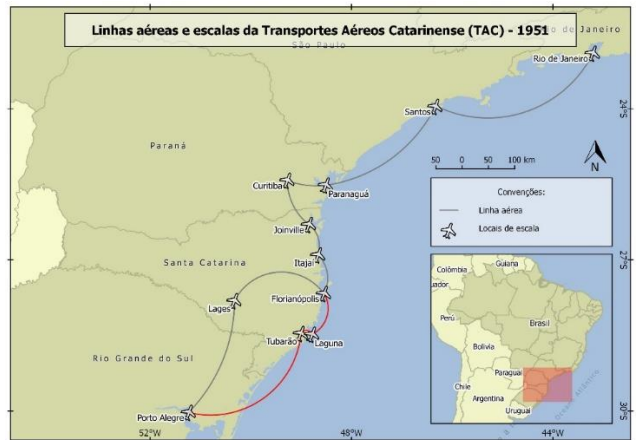 Linhas aéreas e escalas da Transportes Aéreos Catarinense (TAC) - 1951
São Paulo
de Janeiro
Rio de Janeiro
Santos
24°S
Paraná
50 0 50 100 km
N
Curitiba
Paranaguá
Convenções:
Linha aérea
Locais de escala
Joinville
Santa Catarina
Itajaí
27°S
Florianópolis
Lages
Tubarão
Laguna
Rio Grande do Sul
Porto Alegre
30°S
52°W
48°W
44°W
Colômbia
Guiana
uador
Perú
Brasil
Bolivia
Paraguai
Chile
Argentina
Uruguai